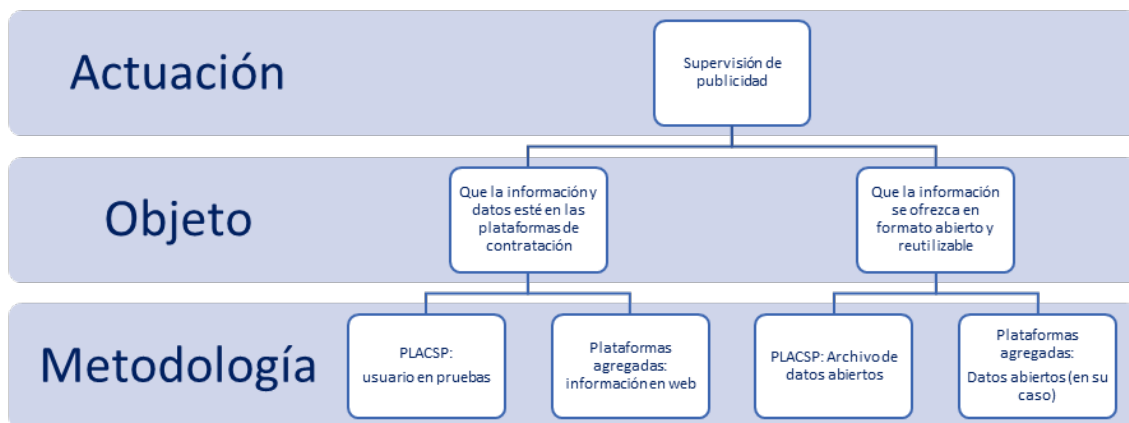 Actuación
Supervisión de
publicidad
Objeto
Que la información y
datos esté en las
plataformas de
contratación
Que la información
se ofrezca en
formato abierto y
reutilizable
Metodología
PLACSP:
usuario en pruebas
Plataformas
agregadas:
información en web
PLACSP: Archivo de
datos abiertos
Plataformas
agregadas:
Datos abiertos (en su
caso)